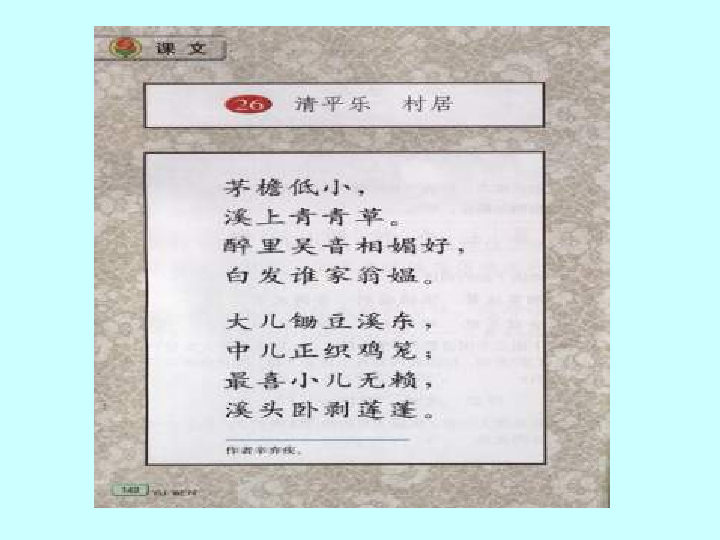 课 文
26 清平乐 村居
茅檐低小，
溪上青青草。
醉里吴音相媚好，
白发谁家翁媪。
大儿锄豆溪东，
中儿正织鸡笼；
最喜小儿无赖，
溪头卧剥莲蓬。
作者辛弃疾。
YU WEN